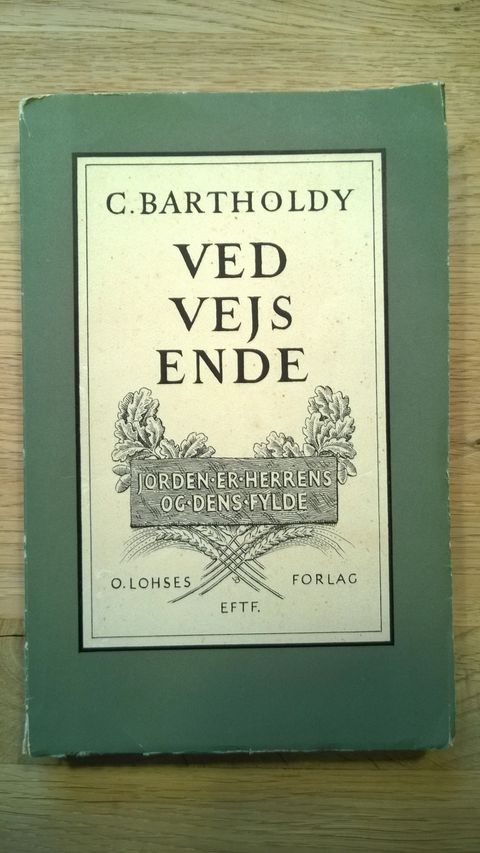 C. BARTHOLDY
VED
VEJS
ENDE
JORDEN·ER·HERRENS
OG·DENS·FYLDE
O. LOHSES FORLAG
EFTF.